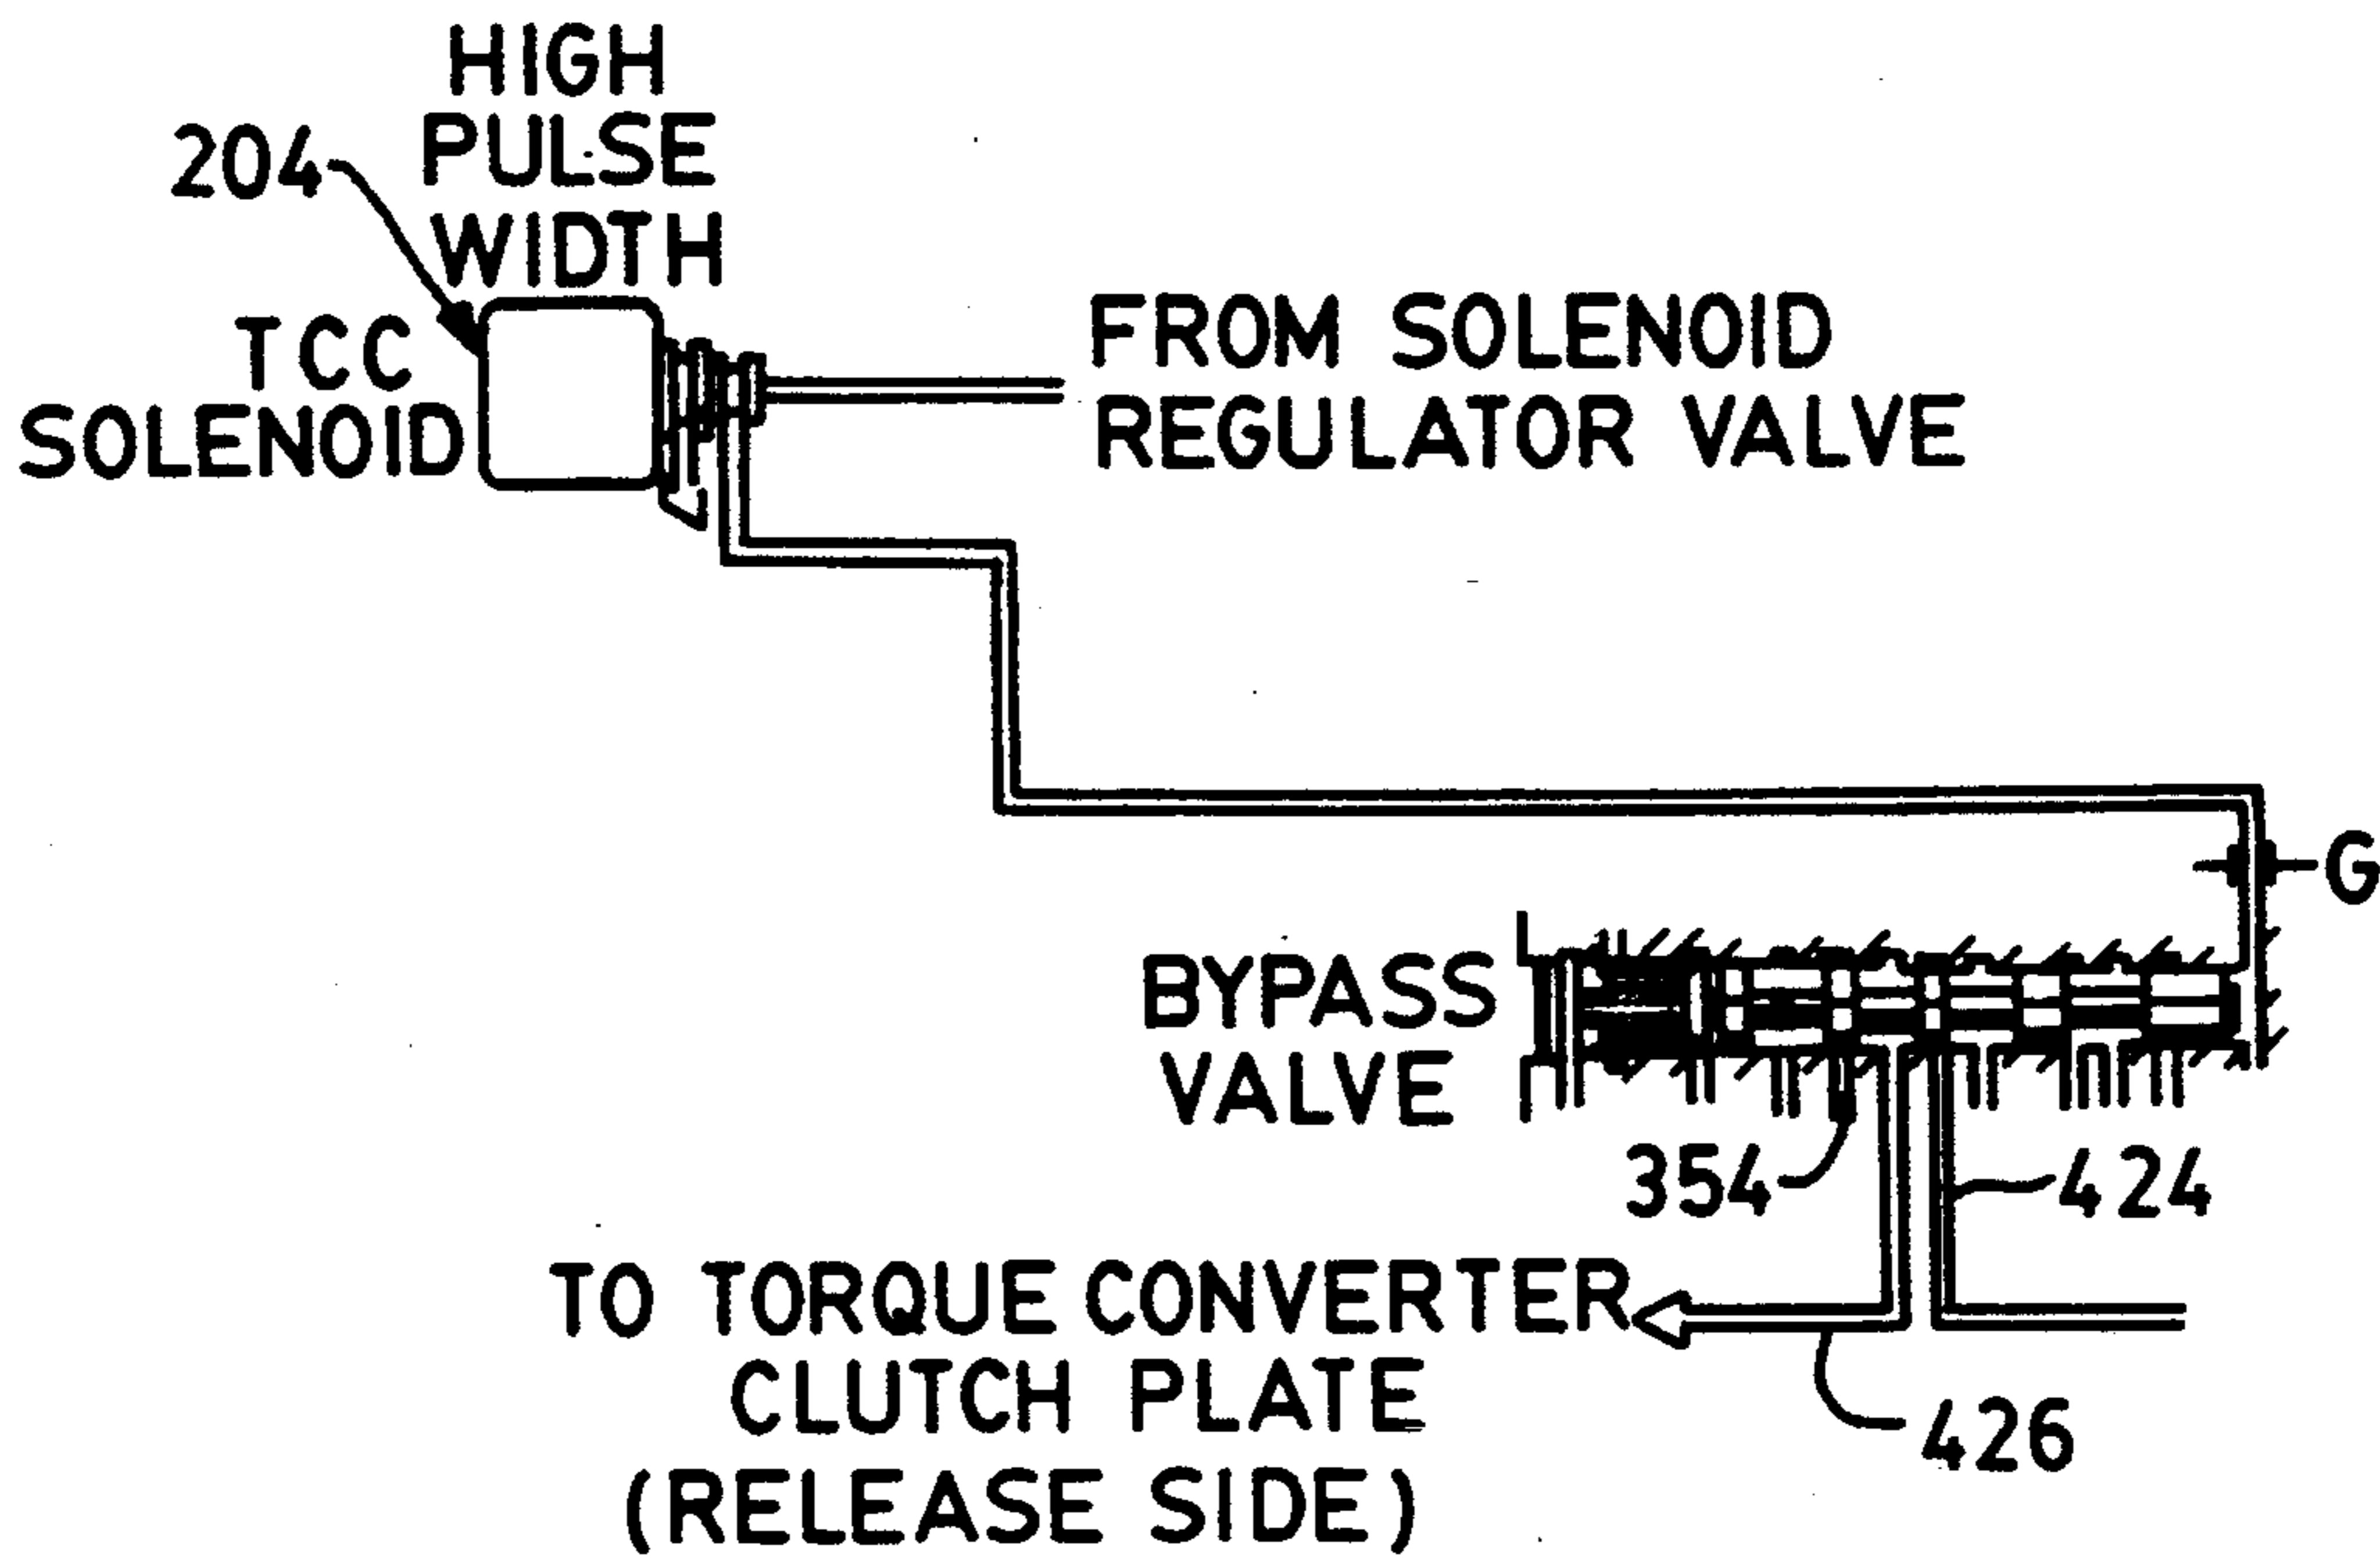 HIGH
PULSE
WIDTH
204
TCC
SOLENOID
FROM SOLENOID
REGULATOR VALVE
G
BYPASS
VALVE
354
424
TO TORQUE CONVERTER
CLUTCH PLATE
(RELEASE SIDE)
426